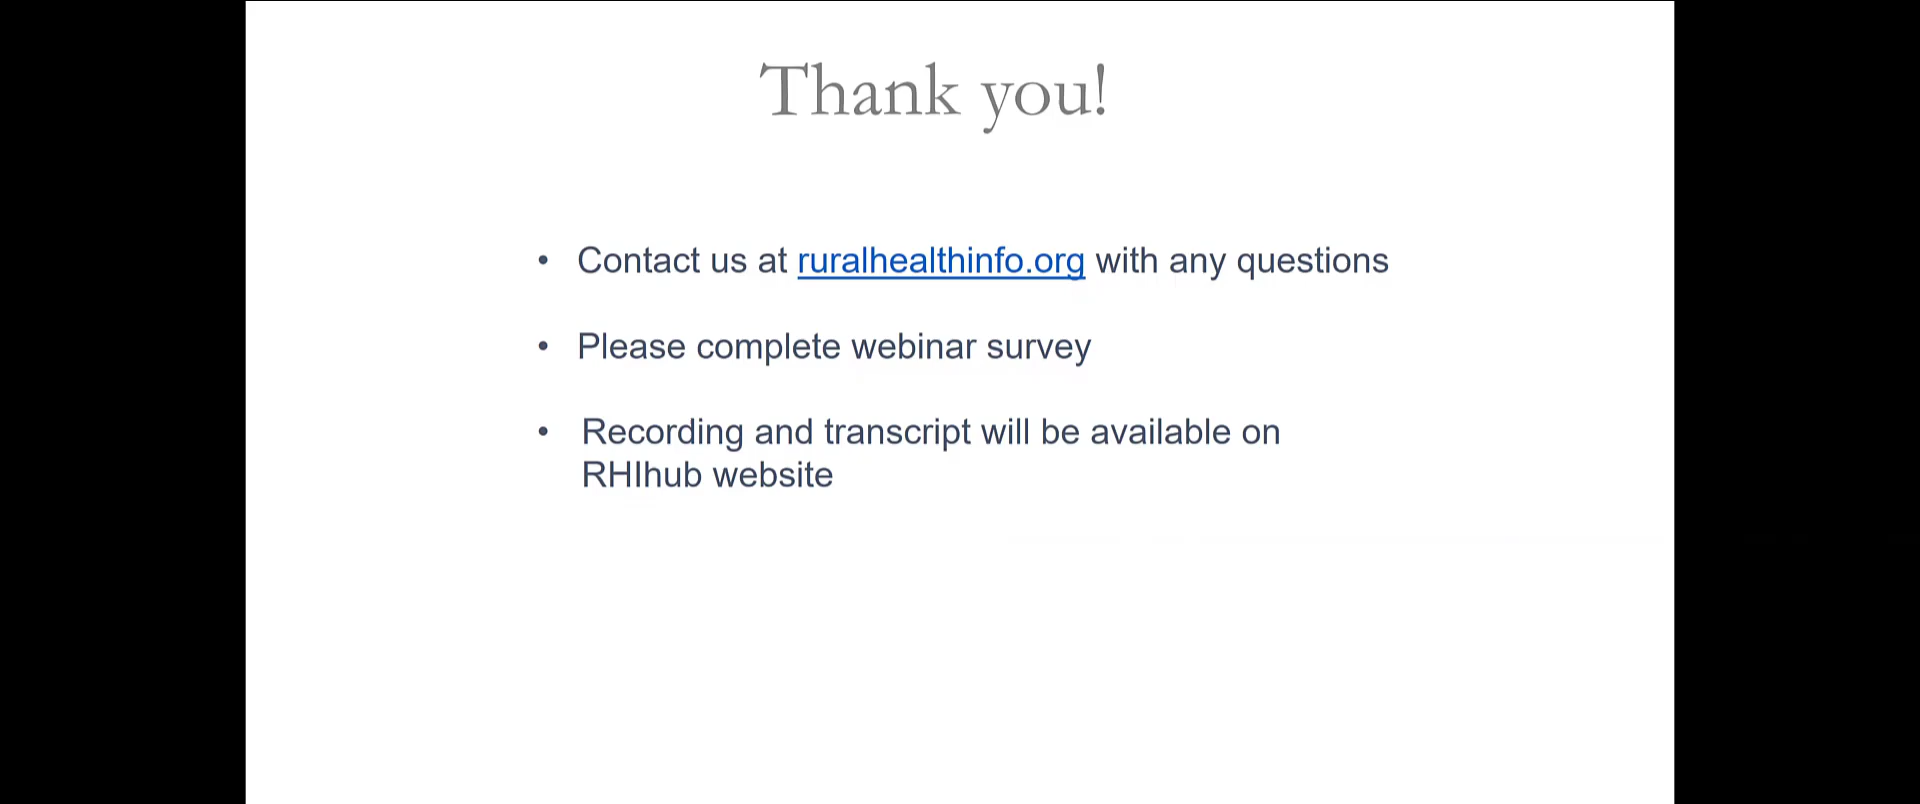 Thank you!
• Contact us at ruralhealthinfo.org with any questions
• Please complete webinar survey
• Recording and transcript will be available on
RHIhub website